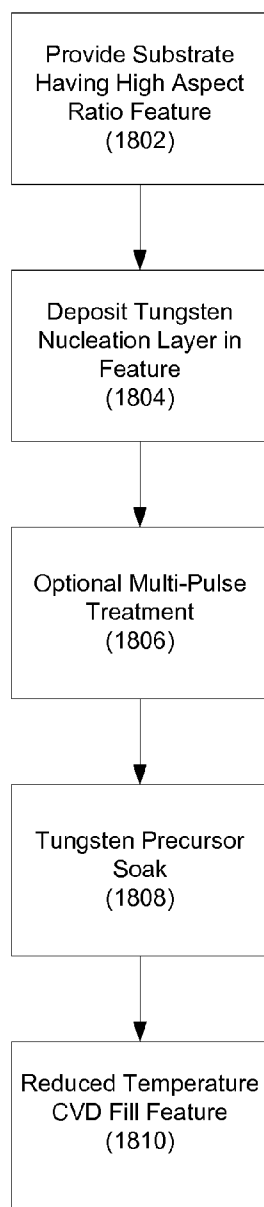 Provide Substrate
Having High Aspect
Ratio Feature
(1802)
Deposit Tungsten
Nucleation Layer in
Feature
(1804)
Optional Multi-Pulse
Treatment
(1806)
Tungsten Precursor
Soak
(1808)
Reduced Temperature
CVD Fill Feature
(1810)